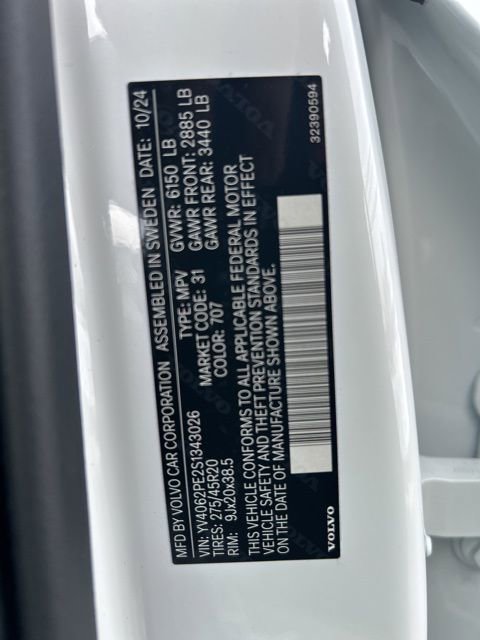 MFD BY VOLVO CAR CORPORATION ASSEMBLED IN SWEDEN DATE: 10/24
VIN: YV4062PE2S1343026 TYPE: MPV GVWR: 6150 LB
TIRES: 275/45R20 MARKET CODE: 31 GAWR FRONT: 2885 LB
RIM: 9Jx20x38.5 COLOR: 707 GAWR REAR: 3440 LB
THIS VEHICLE CONFORMS TO ALL APPLICABLE FEDERAL MOTOR
VEHICLE SAFETY AND THEFT PREVENTION STANDARDS IN EFFECT
ON THE DATE OF MANUFACTURE SHOWN ABOVE.
VOLVO 32390594